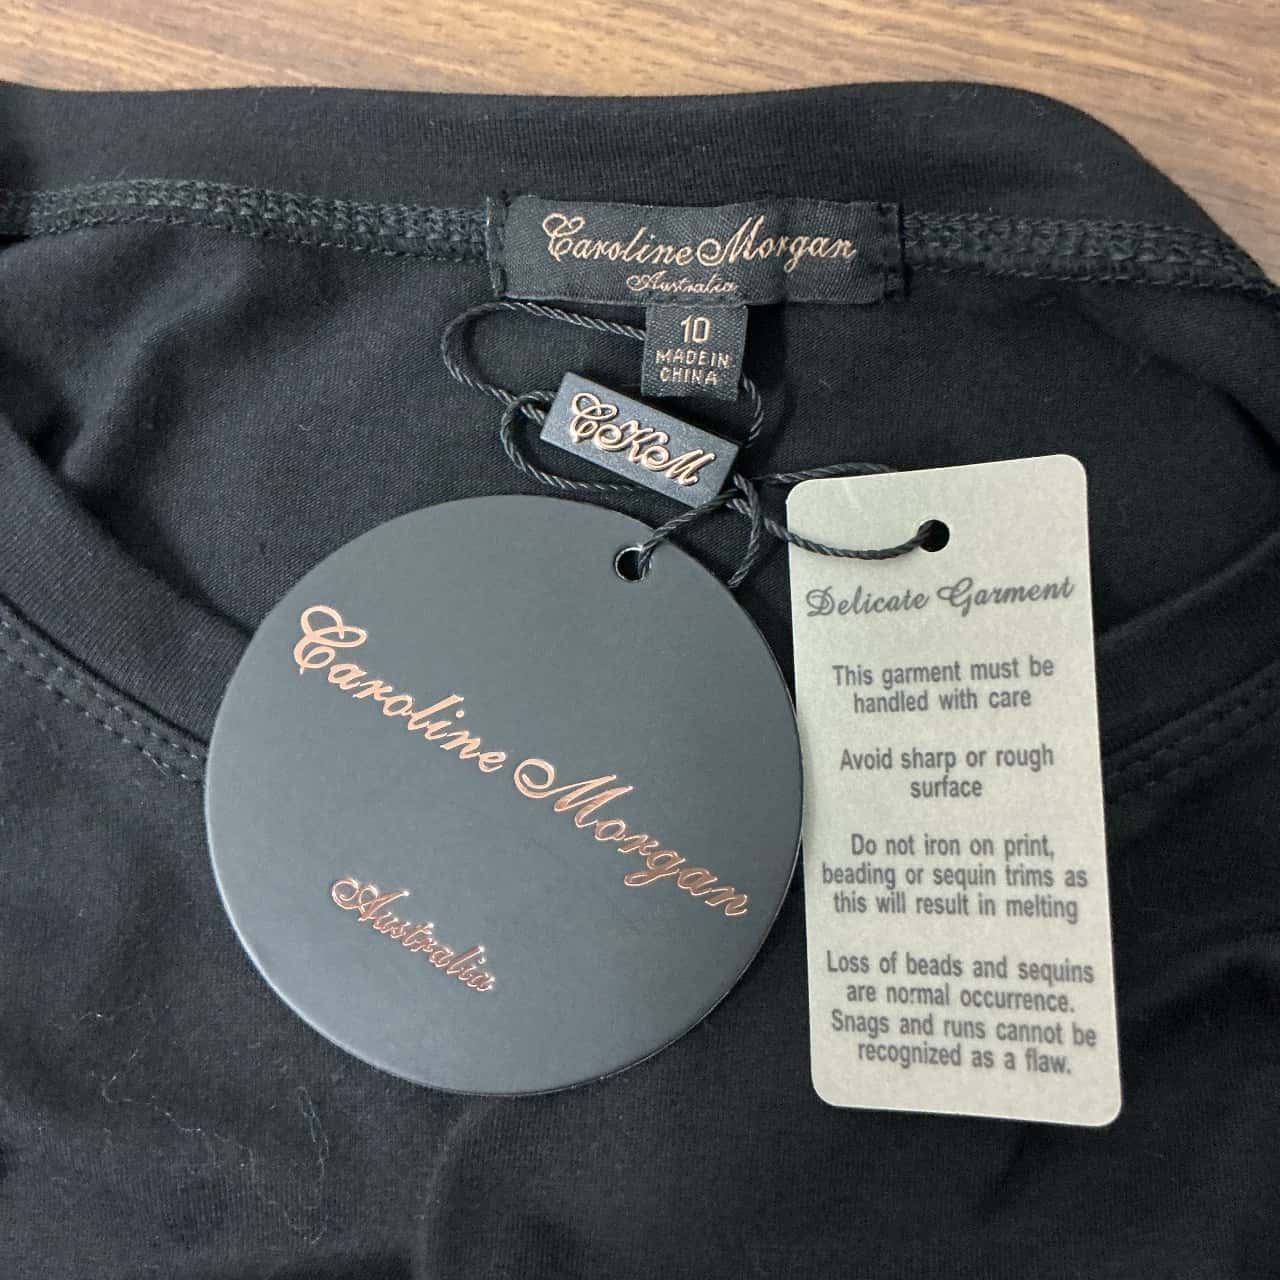 Caroline Morgan
Australia
10
MADE IN
CHINA
CKM
Caroline Morgan
Australia
Delicate Garment
This garment must be
handled with care
Avoid sharp or rough
surface
Do not iron on print,
beading or sequin trims as
this will result in melting
Loss of beads and sequins
are normal occurrence.
Snags and runs cannot be
recognized as a flaw.